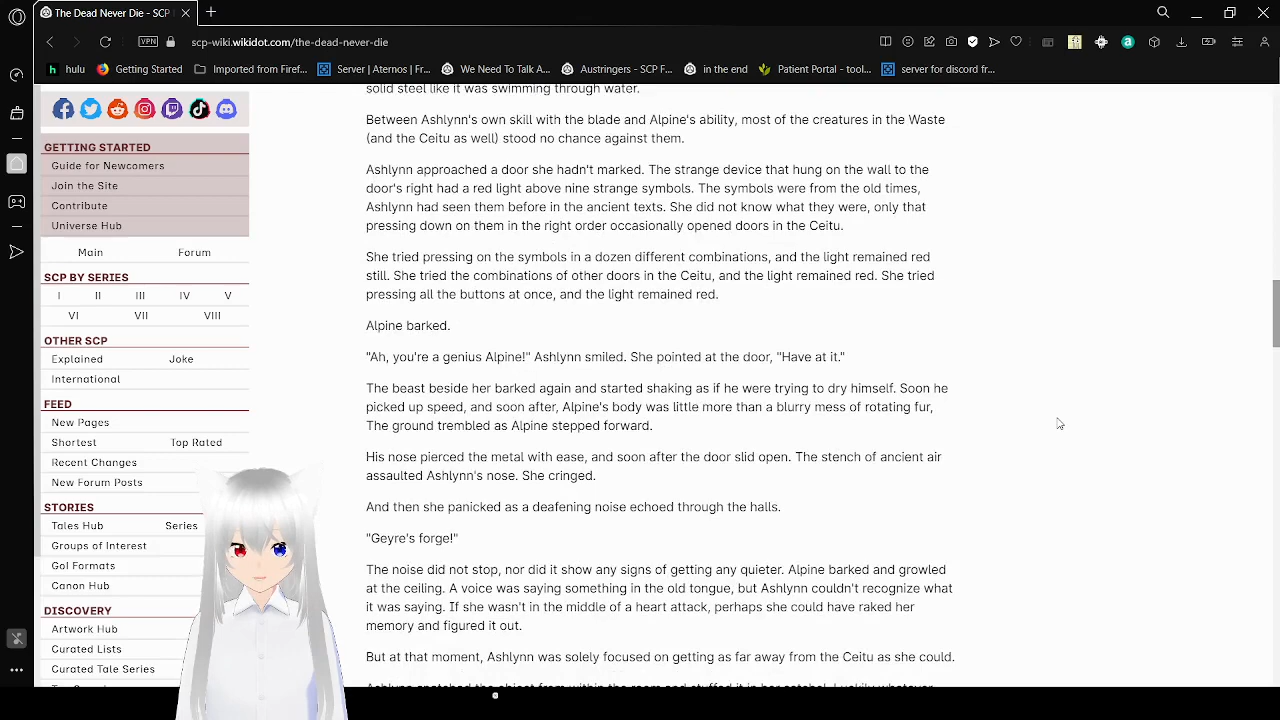 The Dead Never Die - SCP
VPN
scp-wiki.wikidot.com/the-dead-never-die
hulu
Getting Started
Imported from Firef...
Server | Aternos | Fr...
We Need To Talk A...
Austringers - SCP F...
in the end
Patient Portal - tool...
server for discord fr...
GETTING STARTED
Guide for Newcomers
Join the Site
Contribute
Universe Hub
Main Forum
SCP BY SERIES
I II III IV V
VI VII VIII
OTHER SCP
Explained Joke
International
FEED
New Pages
Shortest Top Rated
Recent Changes
New Forum Posts
STORIES
Tales Hub Series
Groups of Interest
GoI Formats
Canon Hub
DISCOVERY
Artwork Hub
Curated Lists
Curated Tale Series
solid steel like it was swimming through water.
Between Ashlynn's own skill with the blade and Alpine's ability, most of the creatures in the Waste
(and the Ceitu as well) stood no chance against them.
Ashlynn approached a door she hadn't marked. The strange device that hung on the wall to the
door's right had a red light above nine strange symbols. The symbols were from the old times,
Ashlynn had seen them before in the ancient texts. She did not know what they were, only that
pressing down on them in the right order occasionally opened doors in the Ceitu.
She tried pressing on the symbols in a dozen different combinations, and the light remained red
still. She tried the combinations of other doors in the Ceitu, and the light remained red. She tried
pressing all the buttons at once, and the light remained red.
Alpine barked.
"Ah, you're a genius Alpine!" Ashlynn smiled. She pointed at the door, "Have at it."
The beast beside her barked again and started shaking as if he were trying to dry himself. Soon he
picked up speed, and soon after, Alpine's body was little more than a blurry mess of rotating fur,
The ground trembled as Alpine stepped forward.
His nose pierced the metal with ease, and soon after the door slid open. The stench of ancient air
assaulted Ashlynn's nose. She cringed.
And then she panicked as a deafening noise echoed through the halls.
"Geyre's forge!"
The noise did not stop, nor did it show any signs of getting any quieter. Alpine barked and growled
at the ceiling. A voice was saying something in the old tongue, but Ashlynn couldn't recognize what
it was saying. If she wasn't in the middle of a heart attack, perhaps she could have raked her
memory and figured it out.
But at that moment, Ashlynn was solely focused on getting as far away from the Ceitu as she could.